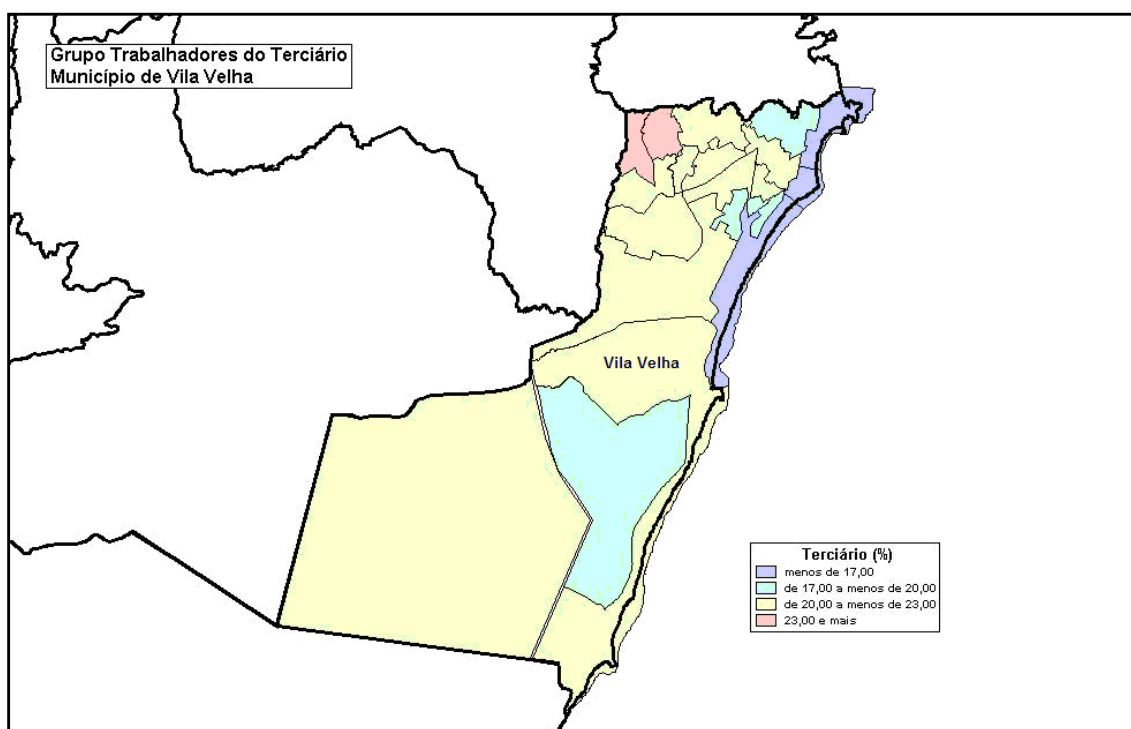 Grupo Trabalhadores do Terciário
Município de Vila Velha
Vila Velha
Terciário (%)
menos de 17,00
de 17,00 a menos de 20,00
de 20,00 a menos de 23,00
23,00 e mais